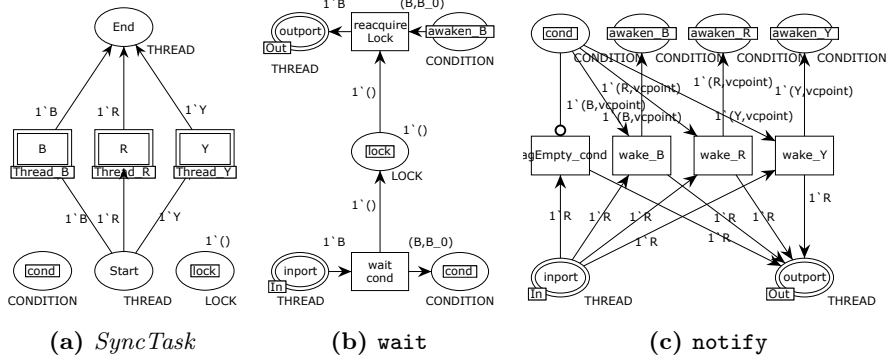 End
THREAD
1`B
1`R
1`Y
B
R
Y
Thread_B
Thread_R
Thread_Y
1`B
1`R
1`Y
cond
CONDITION
Start
THREAD
1`()
lock
LOCK
(a) SyncTask
1`B
(B,B_0)
outport
Out
THREAD
reacquire
Lock
awaken_B
CONDITION
1`()
1`()
lock
LOCK
1`()
1`B
(B,B_0)
inport
In
THREAD
wait
cond
cond
CONDITION
(b) wait
cond
awaken_B
awaken_R
awaken_Y
CONDITION
CONDITION
CONDITION
CONDITION
1`(R,vcpoint)
1`(Y,vcpoint)
1`(B,vcpoint)
1`(B,vcpoint)
1`(Y,vcpoint)
1`(R,vcpoint)
agEmpty_cond
wake_B
wake_R
wake_Y
1`R
1`R
1`R
1`R
1`R
1`R
1`R
1`R
inport
In
THREAD
outport
Out
THREAD
(c) notify